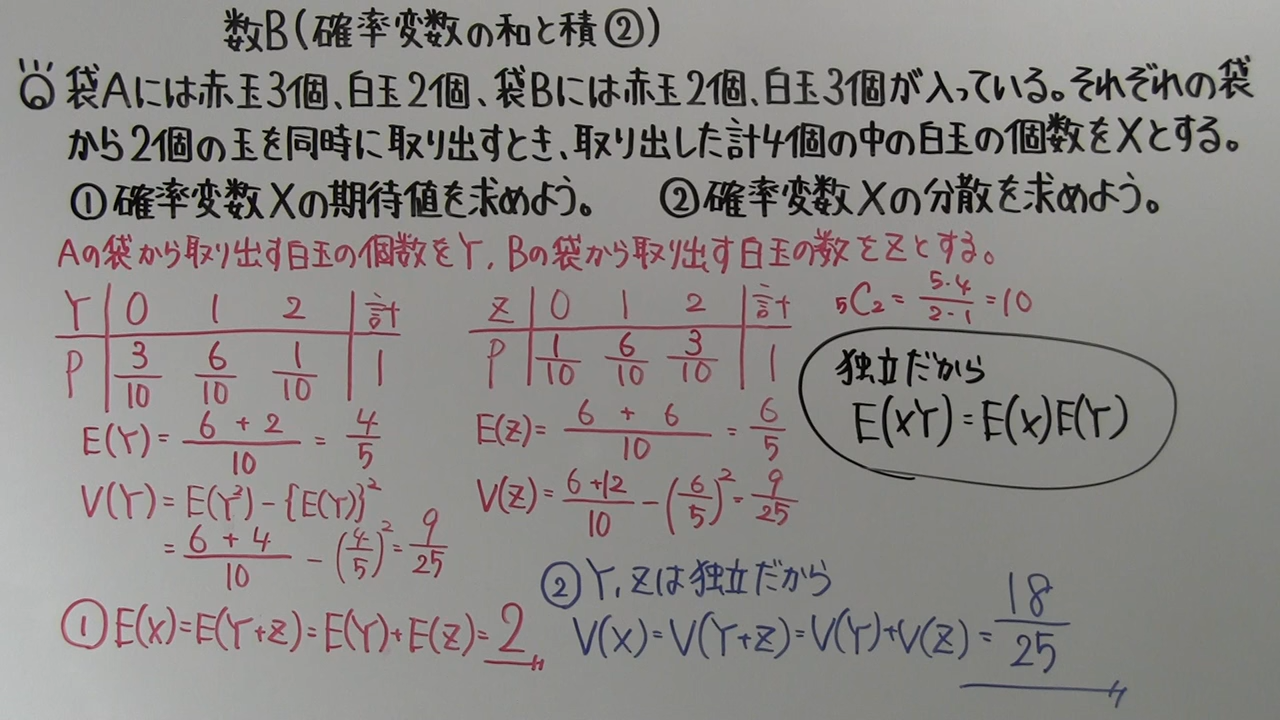 数B(確率変数の和と積②)
袋Aには赤玉3個、白玉2個、袋Bには赤玉2個、白玉3個が入っている。それぞれの袋
から2個の玉を同時に取り出すとき、取り出した計4個の中の白玉の個数をXとする。
①確率変数Xの期待値を求めよう。 ②確率変数Xの分散を求めよう。
Aの袋から取り出す白玉の個数をY, Bの袋から取り出す白玉の数をZとする。
Y 0 1 2 計
P 3/10 6/10 1/10 1
E(Y)= (6+2)/10 = 4/5
V(Y)=E(Y²)-{E(Y)}²
= (6+4)/10 - (4/5)² = 9/25
Z 0 1 2 計
P 1/10 6/10 3/10 1
E(Z)= (6+6)/10 = 6/5
V(Z)= (6+12)/10 - (6/5)² = 9/25
₅C₂ = 5·4/2·1 = 10
独立だから
E(XY)=E(X)E(Y)
①E(X)=E(Y+Z)=E(Y)+E(Z)=2
②Y,Zは独立だから
V(X)=V(Y+Z)=V(Y)+V(Z)= 18/25